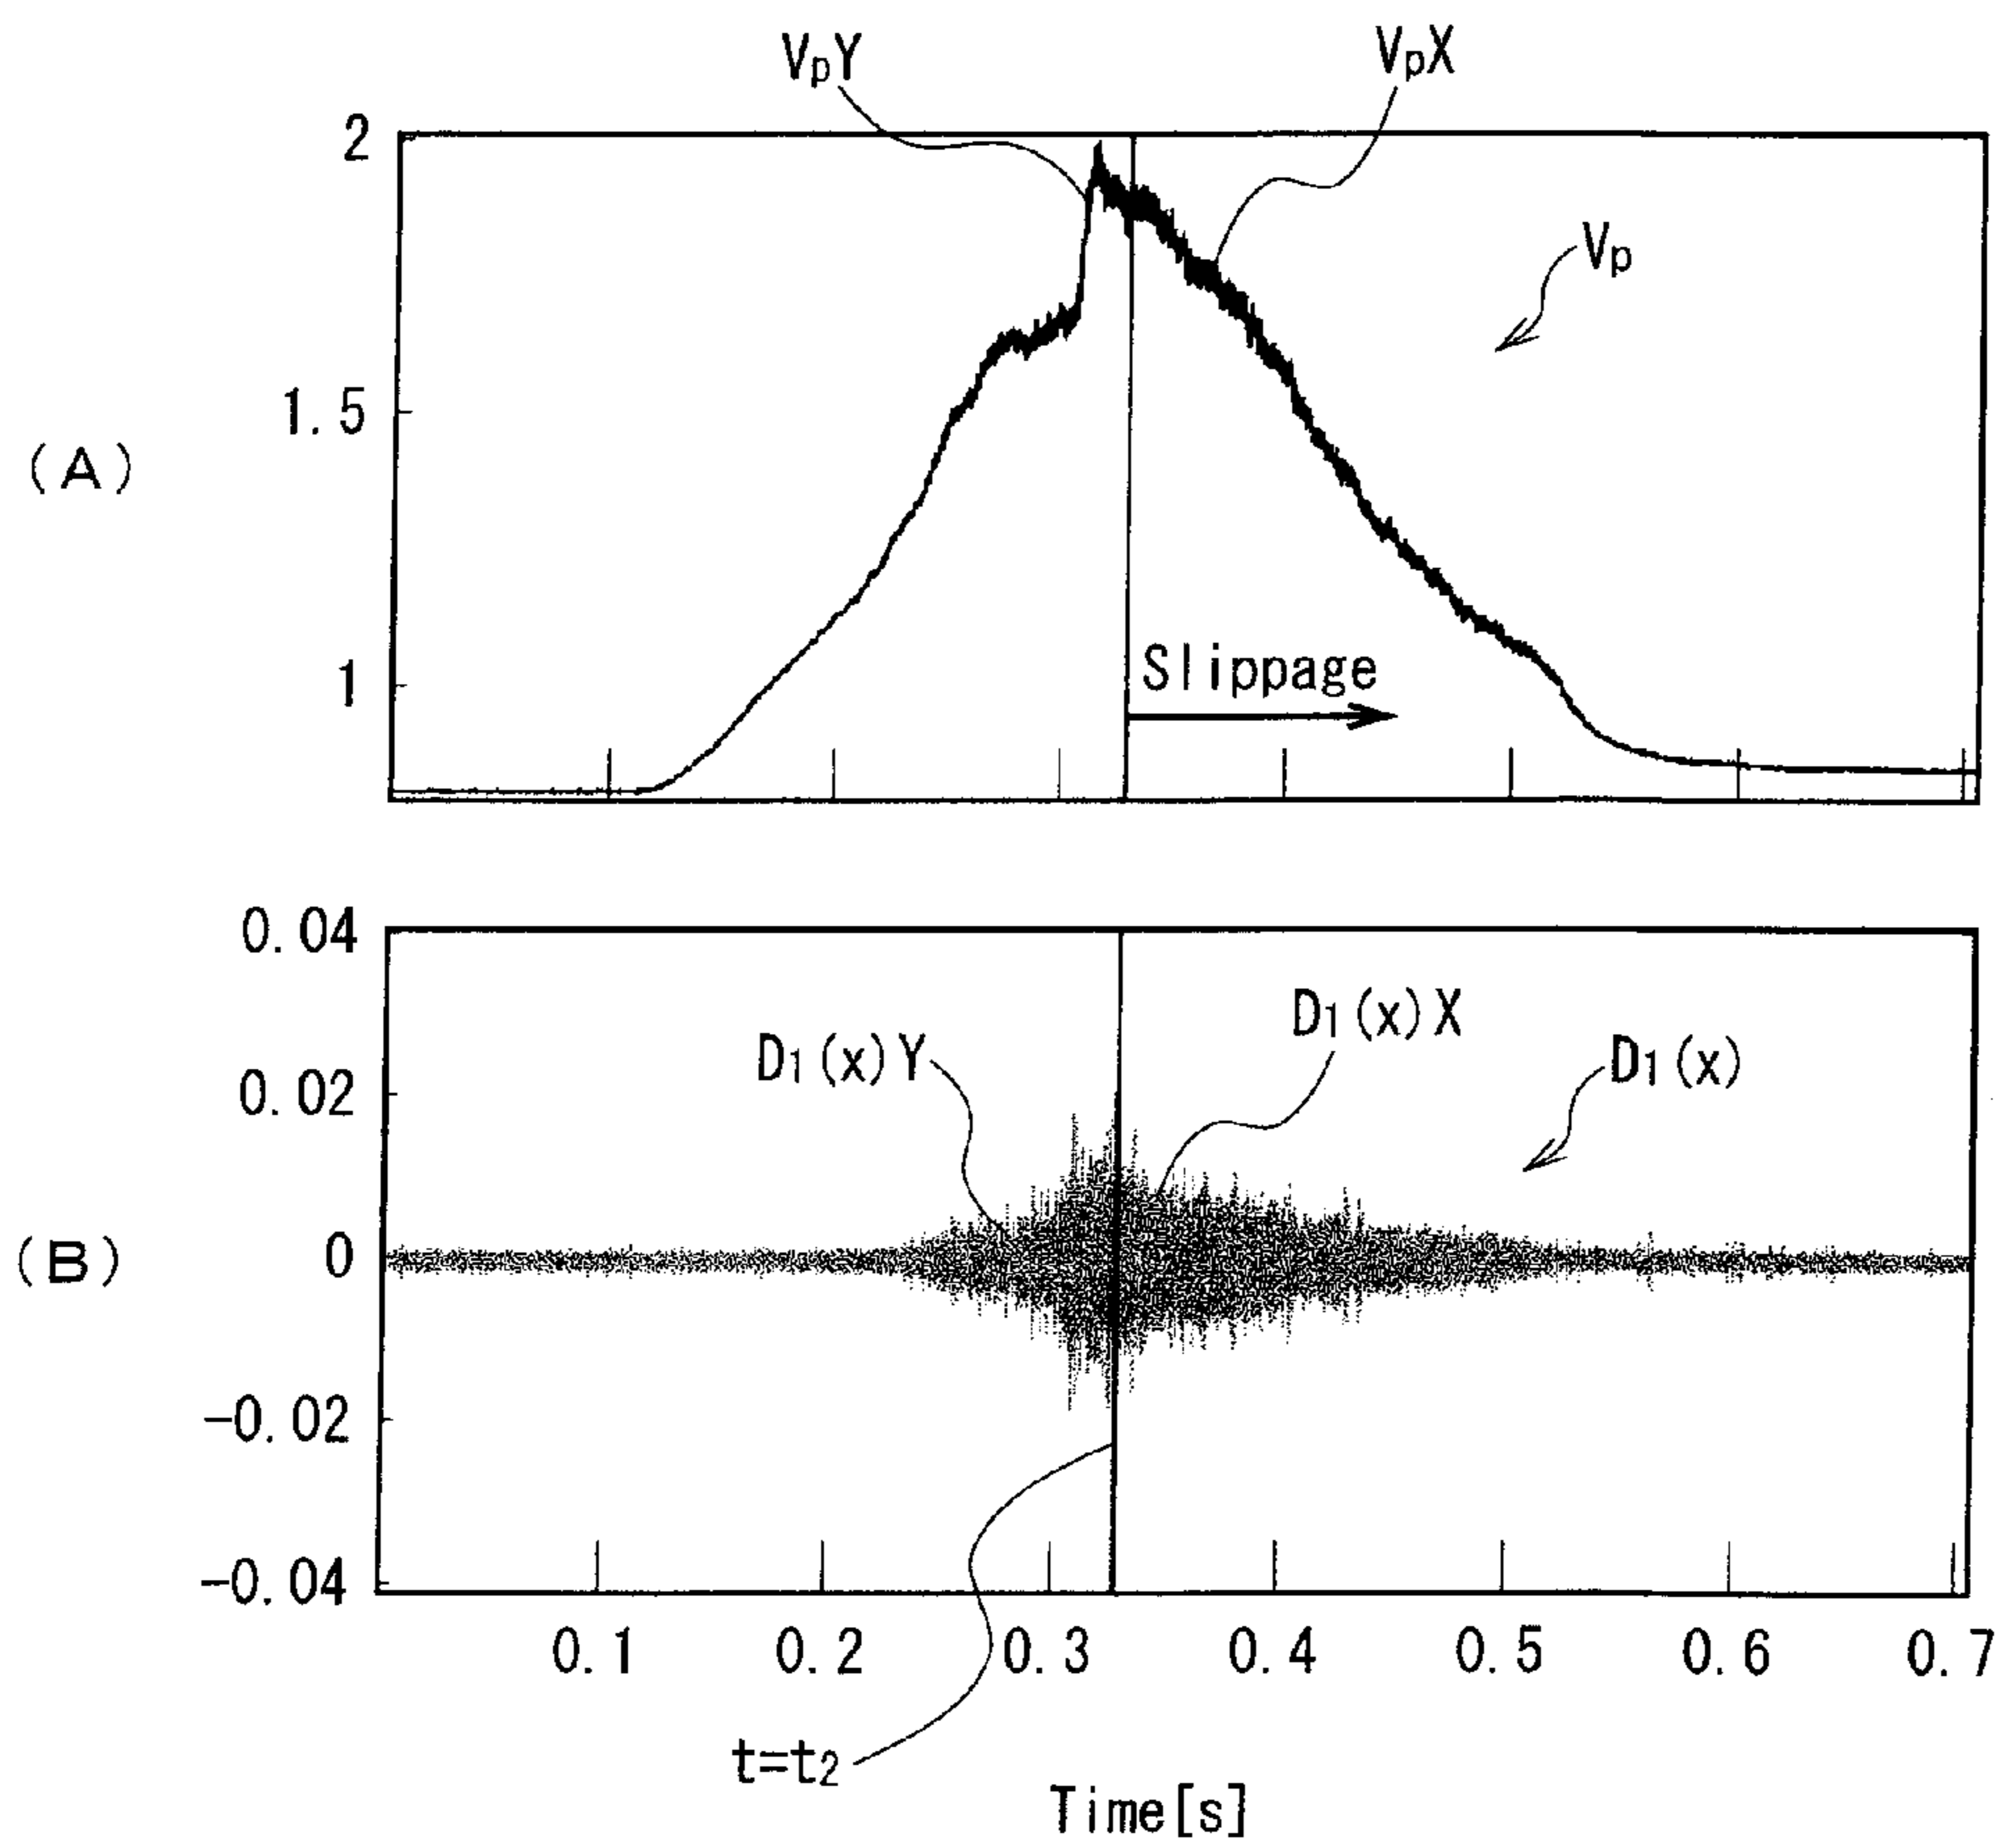 VpY
VpX
2
Vp
1.5
(A)
1
Slippage
0.04
D1(x)X
D1(x)Y
D1(x)
0.02
(B)
0
-0.02
-0.04
0.1 0.2 0.3 0.4 0.5 0.6 0.7
t=t2
Time[s]